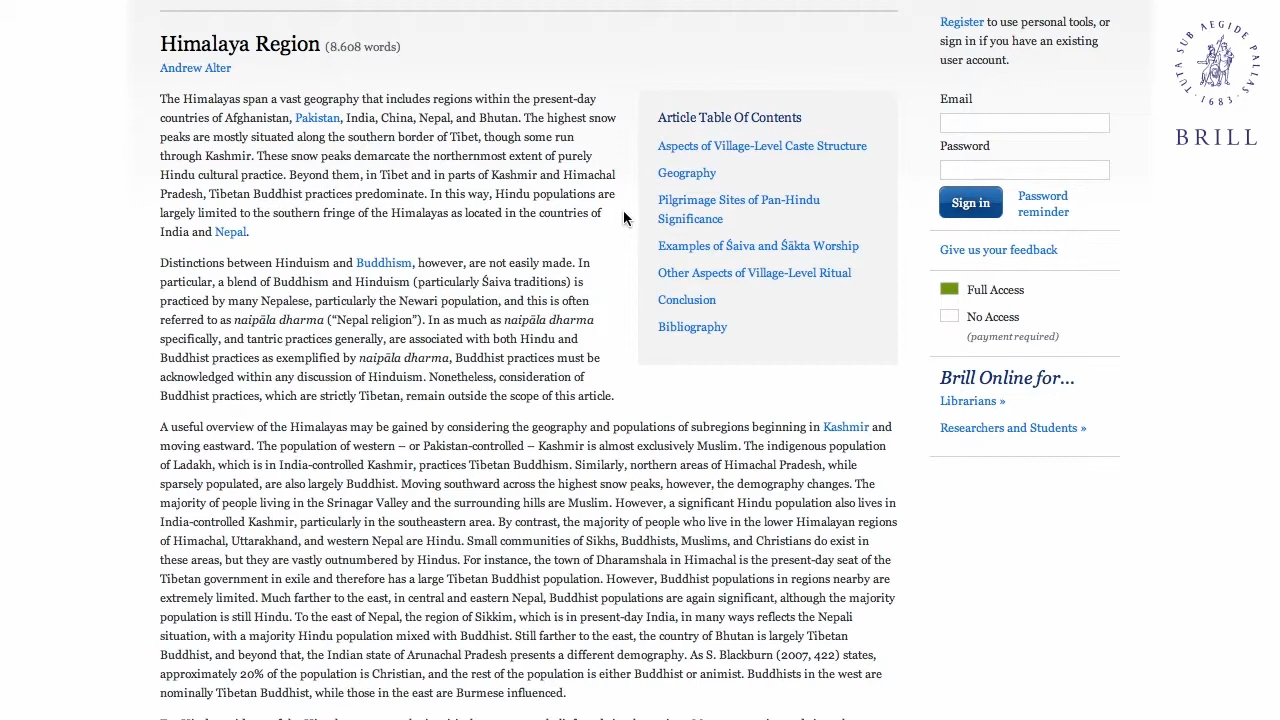 Himalaya Region (8.608 words)
Andrew Alter
The Himalayas span a vast geography that includes regions within the present-day
countries of Afghanistan, Pakistan, India, China, Nepal, and Bhutan. The highest snow
peaks are mostly situated along the southern border of Tibet, though some run
through Kashmir. These snow peaks demarcate the northernmost extent of purely
Hindu cultural practice. Beyond them, in Tibet and in parts of Kashmir and Himachal
Pradesh, Tibetan Buddhist practices predominate. In this way, Hindu populations are
largely limited to the southern fringe of the Himalayas as located in the countries of
India and Nepal.
Distinctions between Hinduism and Buddhism, however, are not easily made. In
particular, a blend of Buddhism and Hinduism (particularly Śaiva traditions) is
practiced by many Nepalese, particularly the Newari population, and this is often
referred to as naipāla dharma (“Nepal religion”). In as much as naipāla dharma
specifically, and tantric practices generally, are associated with both Hindu and
Buddhist practices as exemplified by naipāla dharma, Buddhist practices must be
acknowledged within any discussion of Hinduism. Nonetheless, consideration of
Buddhist practices, which are strictly Tibetan, remain outside the scope of this article.
Article Table Of Contents
Aspects of Village-Level Caste Structure
Geography
Pilgrimage Sites of Pan-Hindu
Significance
Examples of Śaiva and Śākta Worship
Other Aspects of Village-Level Ritual
Conclusion
Bibliography
A useful overview of the Himalayas may be gained by considering the geography and populations of subregions beginning in Kashmir and
moving eastward. The population of western – or Pakistan-controlled – Kashmir is almost exclusively Muslim. The indigenous population
of Ladakh, which is in India-controlled Kashmir, practices Tibetan Buddhism. Similarly, northern areas of Himachal Pradesh, while
sparsely populated, are also largely Buddhist. Moving southward across the highest snow peaks, however, the demography changes. The
majority of people living in the Srinagar Valley and the surrounding hills are Muslim. However, a significant Hindu population also lives in
India-controlled Kashmir, particularly in the southeastern area. By contrast, the majority of people who live in the lower Himalayan regions
of Himachal, Uttarakhand, and western Nepal are Hindu. Small communities of Sikhs, Buddhists, Muslims, and Christians do exist in
these areas, but they are vastly outnumbered by Hindus. For instance, the town of Dharamshala in Himachal is the present-day seat of the
Tibetan government in exile and therefore has a large Tibetan Buddhist population. However, Buddhist populations in regions nearby are
extremely limited. Much farther to the east, in central and eastern Nepal, Buddhist populations are again significant, although the majority
population is still Hindu. To the east of Nepal, the region of Sikkim, which is in present-day India, in many ways reflects the Nepali
situation, with a majority Hindu population mixed with Buddhist. Still farther to the east, the country of Bhutan is largely Tibetan
Buddhist, and beyond that, the Indian state of Arunachal Pradesh presents a different demography. As S. Blackburn (2007, 422) states,
approximately 20% of the population is Christian, and the rest of the population is either Buddhist or animist. Buddhists in the west are
nominally Tibetan Buddhist, while those in the east are Burmese influenced.
Register to use personal tools, or
sign in if you have an existing
user account.
Email
Password
Sign in
Password
reminder
Give us your feedback
Full Access
No Access
(payment required)
Brill Online for...
Librarians »
Researchers and Students »
TUTA SUB AEGIDE PALLAS
· 1683 ·
BRILL